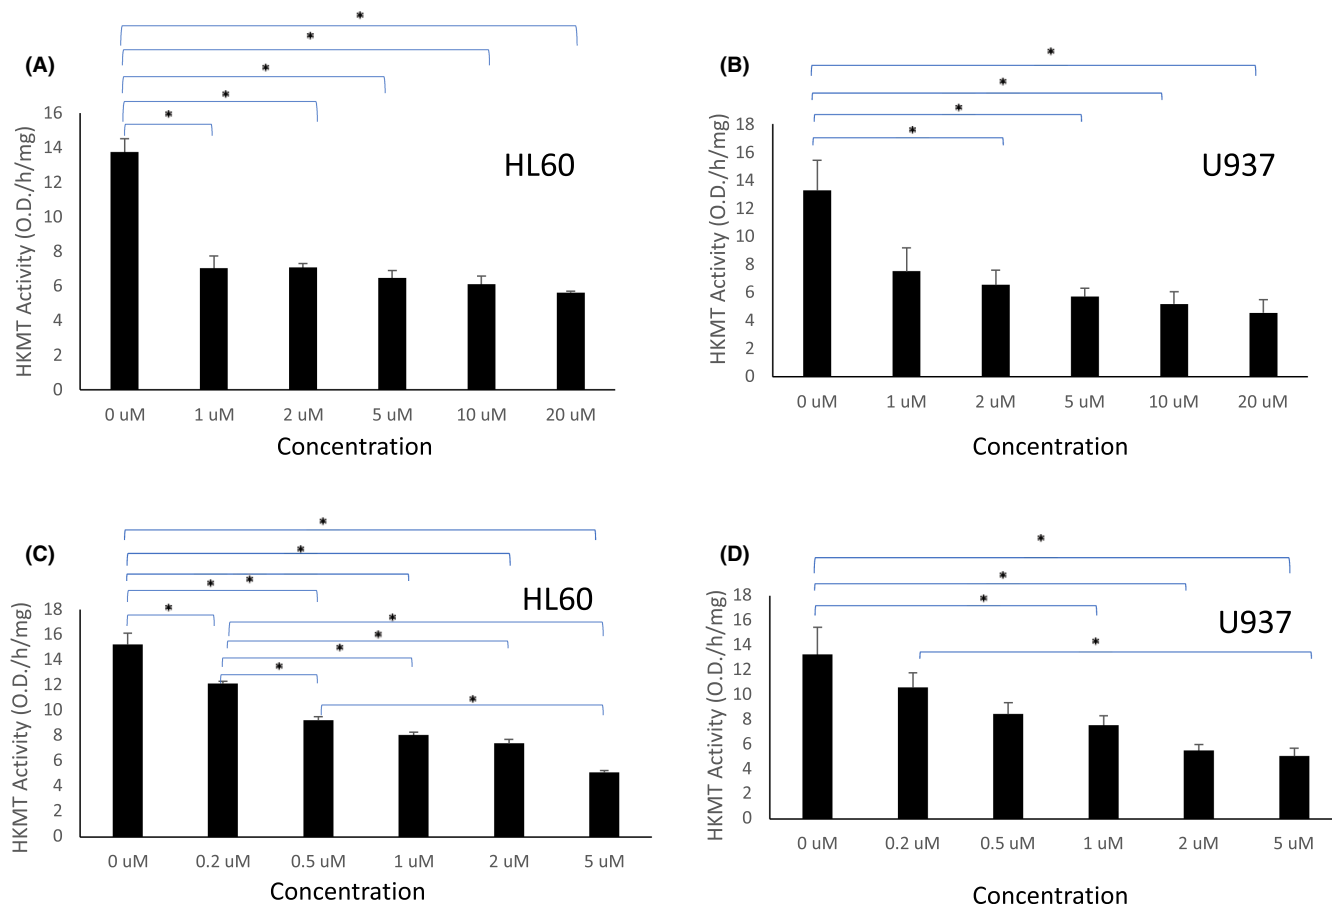 (A)
* * * * *
HL60
HKMT Activity (O.D./h/mg)
16
14
12
10
8
6
4
2
0
0 uM 1 uM 2 uM 5 uM 10 uM 20 uM
Concentration
(B)
* * * *
U937
HKMT Activity (O.D./h/mg)
18
16
14
12
10
8
6
4
2
0
0 uM 1 uM 2 uM 5 uM 10 uM 20 uM
Concentration
(C)
* * * * * * * * * *
HL60
HKMT Activity (O.D./h/mg)
18
16
14
12
10
8
6
4
2
0
0 uM 0.2 uM 0.5 uM 1 uM 2 uM 5 uM
Concentration
(D)
* * * *
U937
HKMT Activity (O.D./h/mg)
18
16
14
12
10
8
6
4
2
0
0 uM 0.2 uM 0.5 uM 1 uM 2 uM 5 uM
Concentration